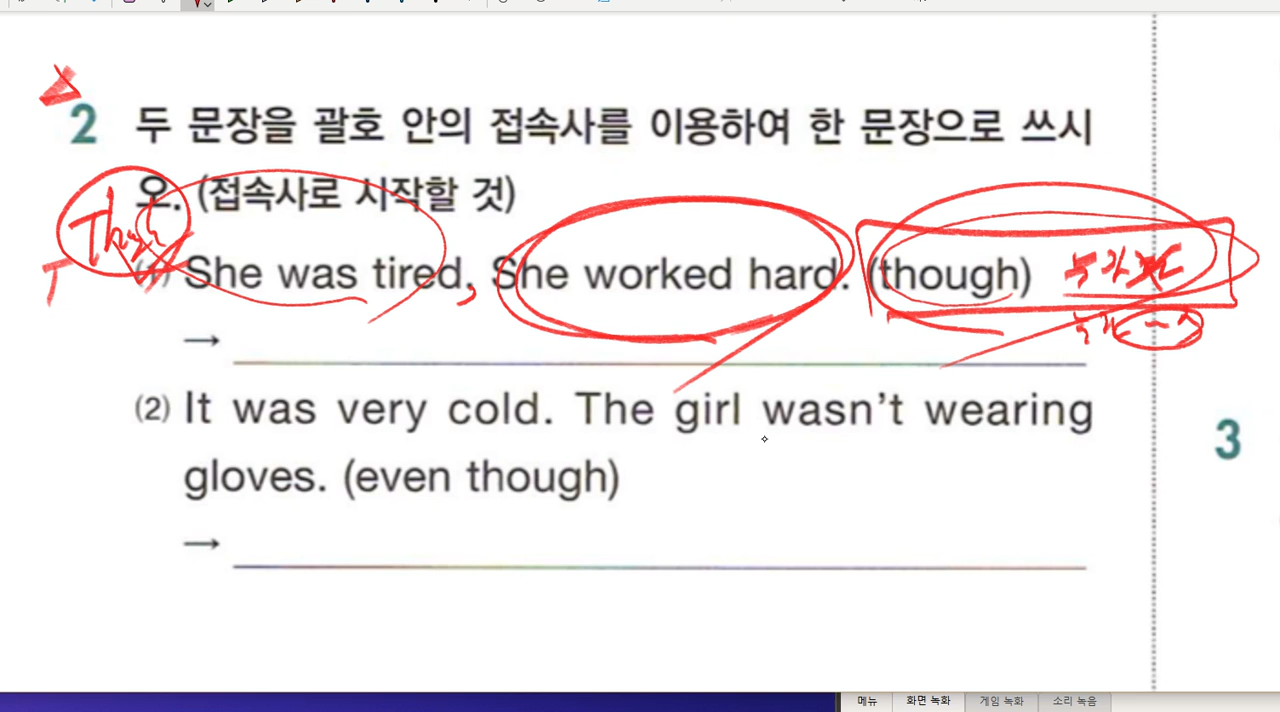 2 두 문장을 괄호 안의 접속사를 이용하여 한 문장으로 쓰시
오. (접속사로 시작할 것)
Though
T
(1) She was tired, She worked hard. (though)
→
(2) It was very cold. The girl wasn't wearing
gloves. (even though)
→
3
메뉴 화면 녹화 게임 녹화 소리 녹음